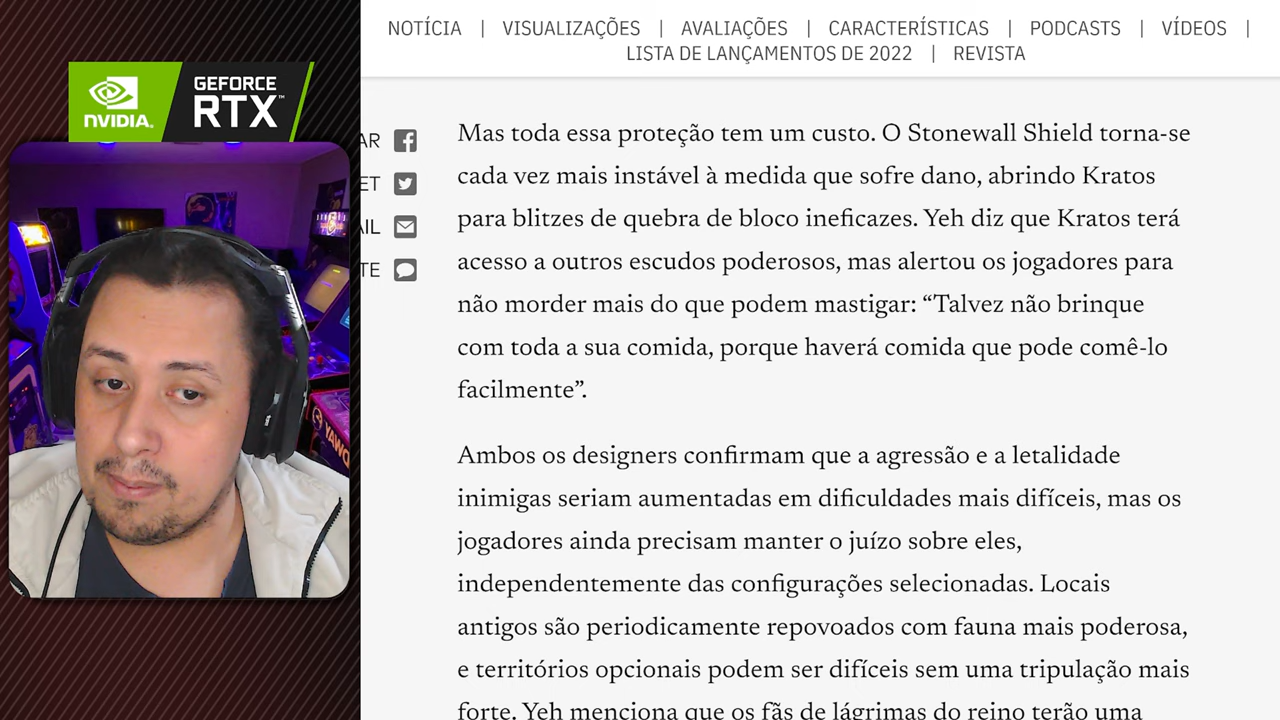 NOTÍCIA | VISUALIZAÇÕES | AVALIAÇÕES | CARACTERÍSTICAS | PODCASTS | VÍDEOS |
LISTA DE LANÇAMENTOS DE 2022 | REVISTA
NVIDIA.
GEFORCE
RTX™
AR
ET
AIL
TE
Mas toda essa proteção tem um custo. O Stonewall Shield torna-se
cada vez mais instável à medida que sofre dano, abrindo Kratos
para blitzes de quebra de bloco ineficazes. Yeh diz que Kratos terá
acesso a outros escudos poderosos, mas alertou os jogadores para
não morder mais do que podem mastigar: “Talvez não brinque
com toda a sua comida, porque haverá comida que pode comê-lo
facilmente”.
Ambos os designers confirmam que a agressão e a letalidade
inimigas seriam aumentadas em dificuldades mais difíceis, mas os
jogadores ainda precisam manter o juízo sobre eles,
independentemente das configurações selecionadas. Locais
antigos são periodicamente repovoados com fauna mais poderosa,
e territórios opcionais podem ser difíceis sem uma tripulação mais
forte. Yeh menciona que os fãs de lágrimas do reino terão uma